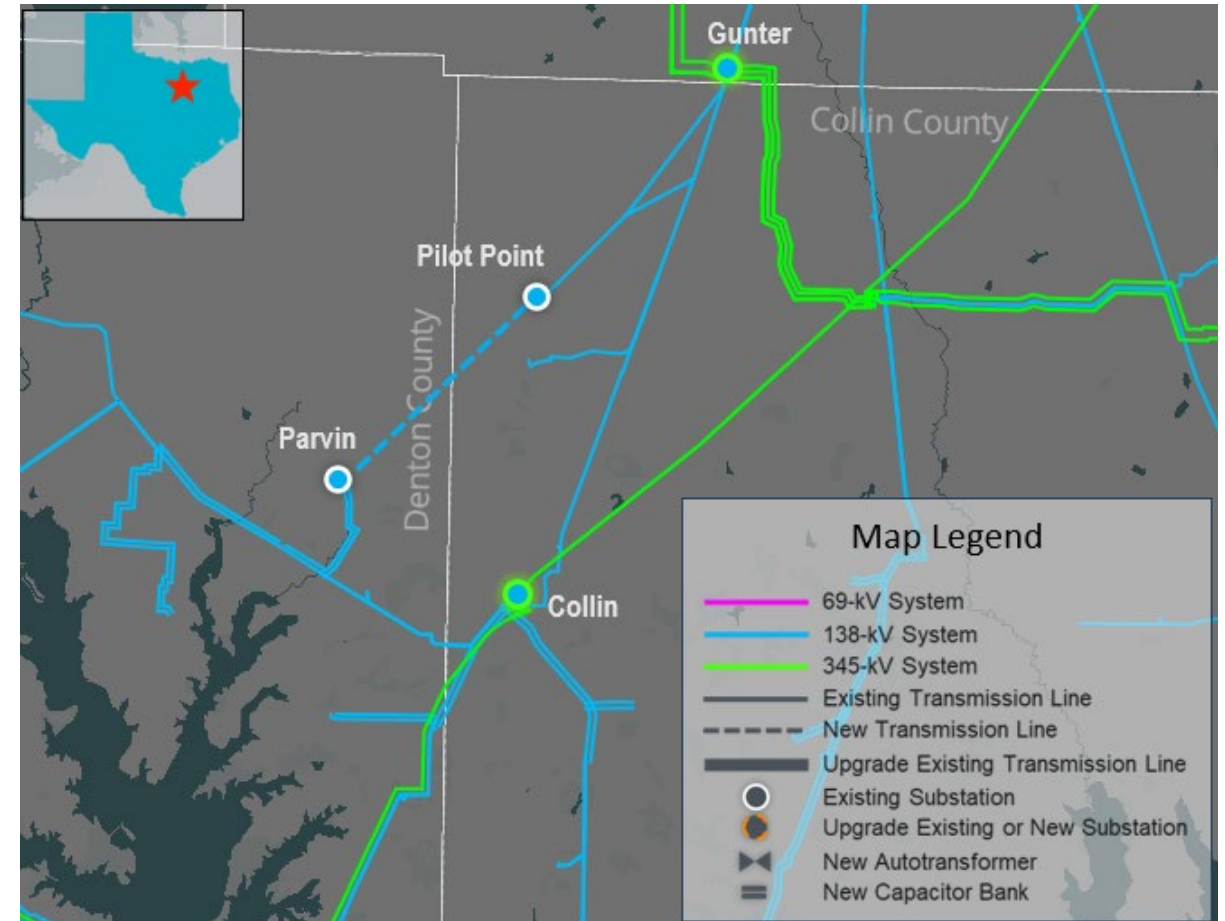 Gunter
Collin County
Pilot Point
Denton County
Parvin
Collin
Map Legend
69-kV System
138-kV System
345-kV System
Existing Transmission Line
New Transmission Line
Upgrade Existing Transmission Line
Existing Substation
Upgrade Existing or New Substation
New Autotransformer
New Capacitor Bank